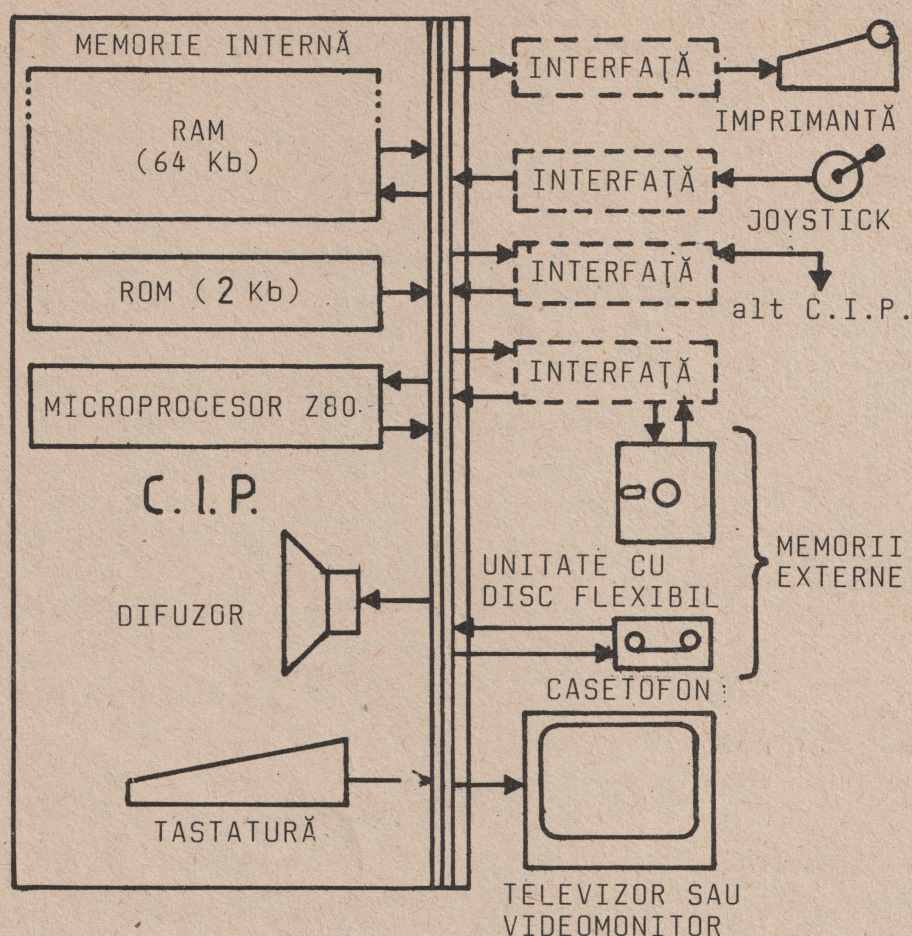 MEMORIE INTERNĂ
RAM
(64 Kb)
ROM (2 Kb)
MICROPROCESOR Z80
C.I.P.
DIFUZOR
TASTATURĂ
INTERFAŢĂ
IMPRIMANTĂ
INTERFAŢĂ
JOYSTICK
INTERFAŢĂ
alt C.I.P.
INTERFAŢĂ
UNITATE CU
DISC FLEXIBIL
MEMORII
EXTERNE
CASETOFON
TELEVIZOR SAU
VIDEOMONITOR